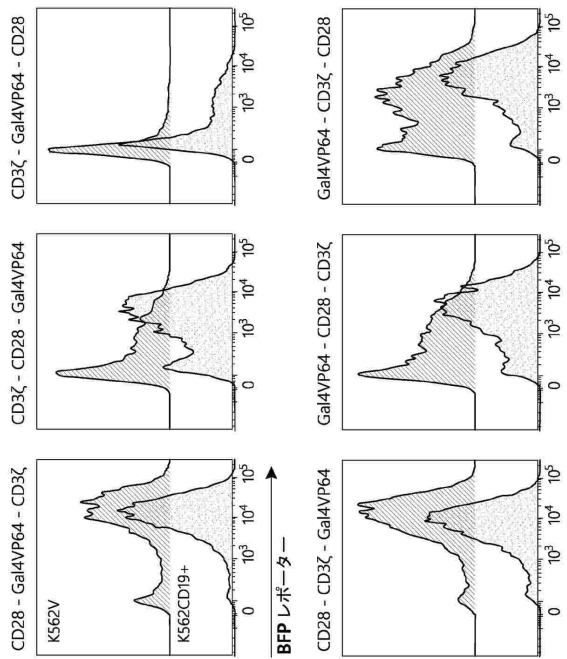 CD28 - Gal4VP64 - CD3ζ
K562V
K562CD19+
0 10³ 10⁴ 10⁵
BFP レポーター
CD3ζ - CD28 - Gal4VP64
0 10³ 10⁴ 10⁵
CD3ζ - Gal4VP64 - CD28
0 10³ 10⁴ 10⁵
CD28 - CD3ζ - Gal4VP64
0 10³ 10⁴ 10⁵
Gal4VP64 - CD28 - CD3ζ
0 10³ 10⁴ 10⁵
Gal4VP64 - CD3ζ - CD28
0 10³ 10⁴ 10⁵